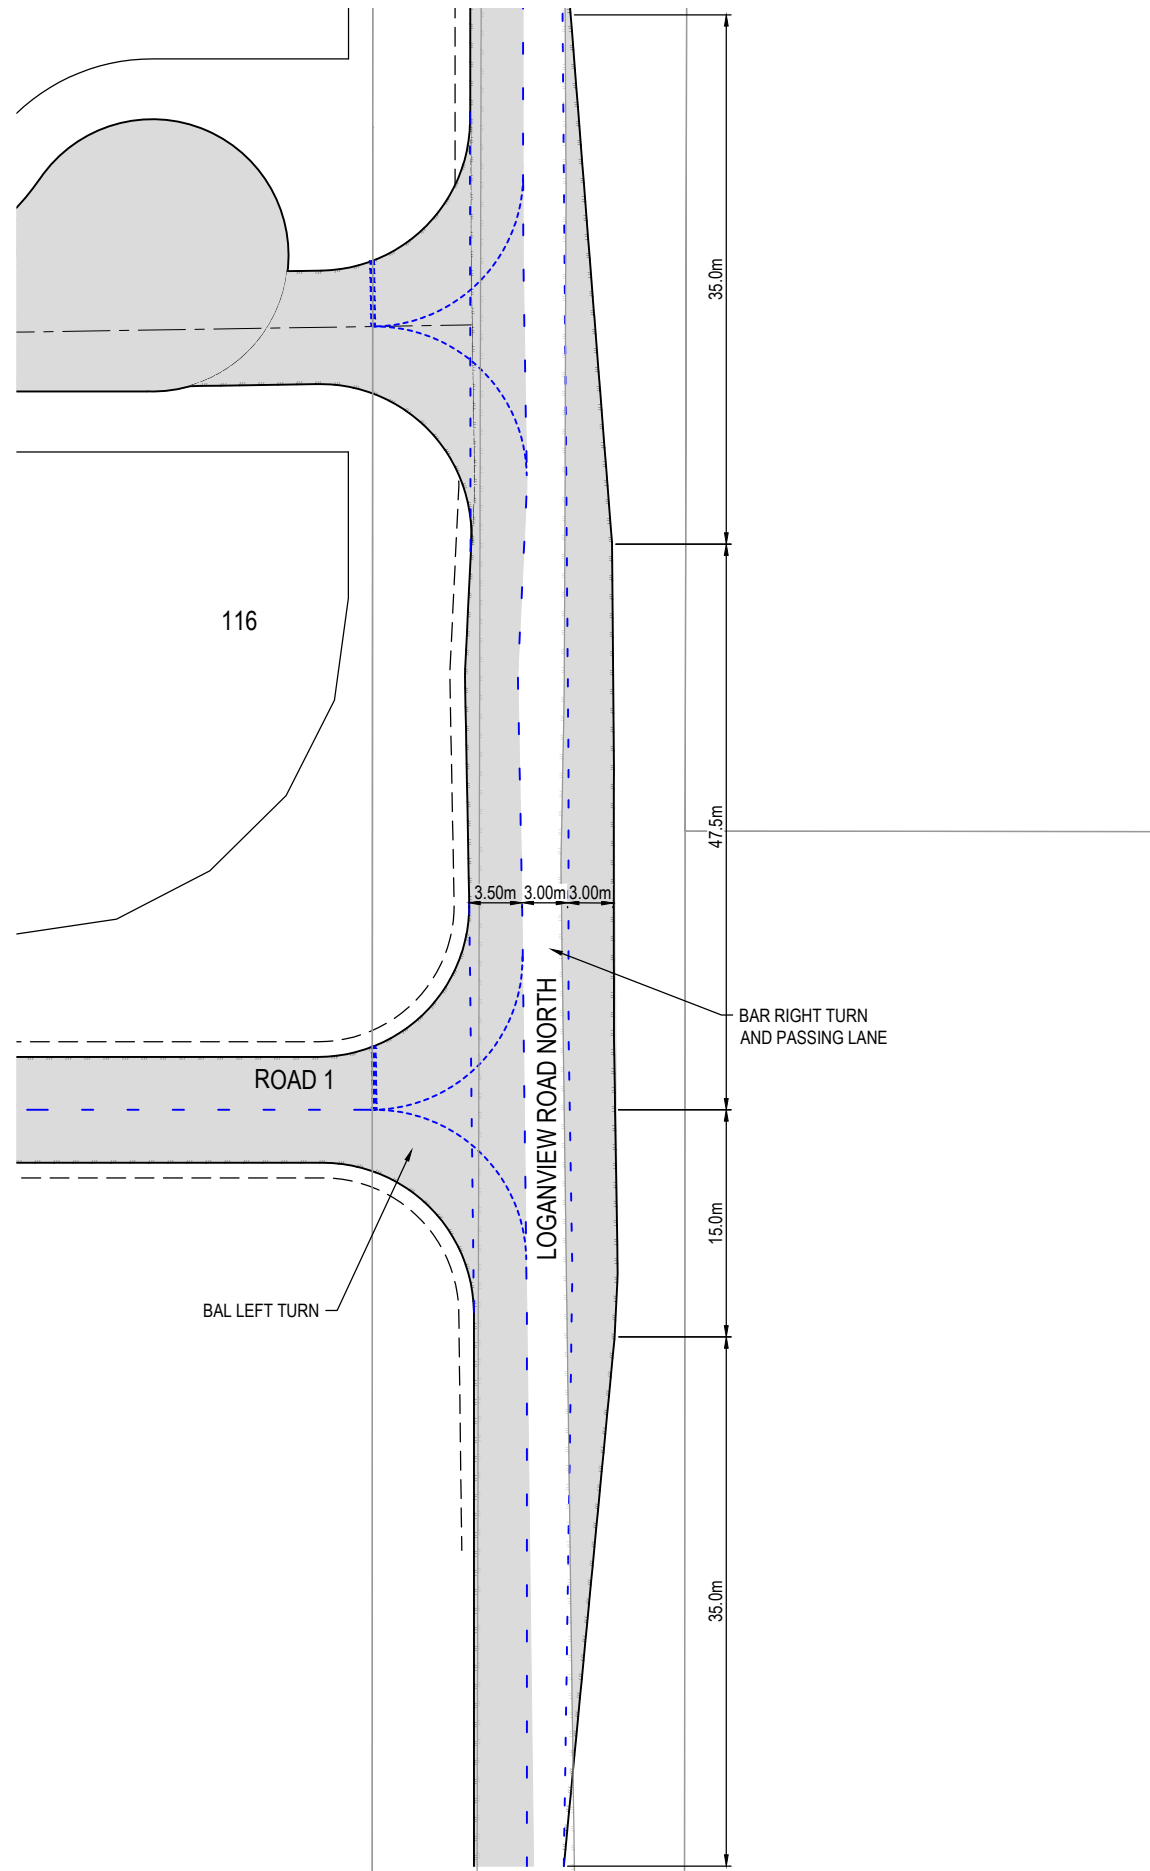 35.0m
116
47.5m
3.50m 3.00m 3.00m
LOGANVIEW ROAD NORTH
BAR RIGHT TURN
AND PASSING LANE
ROAD 1
15.0m
BAL LEFT TURN
35.0m